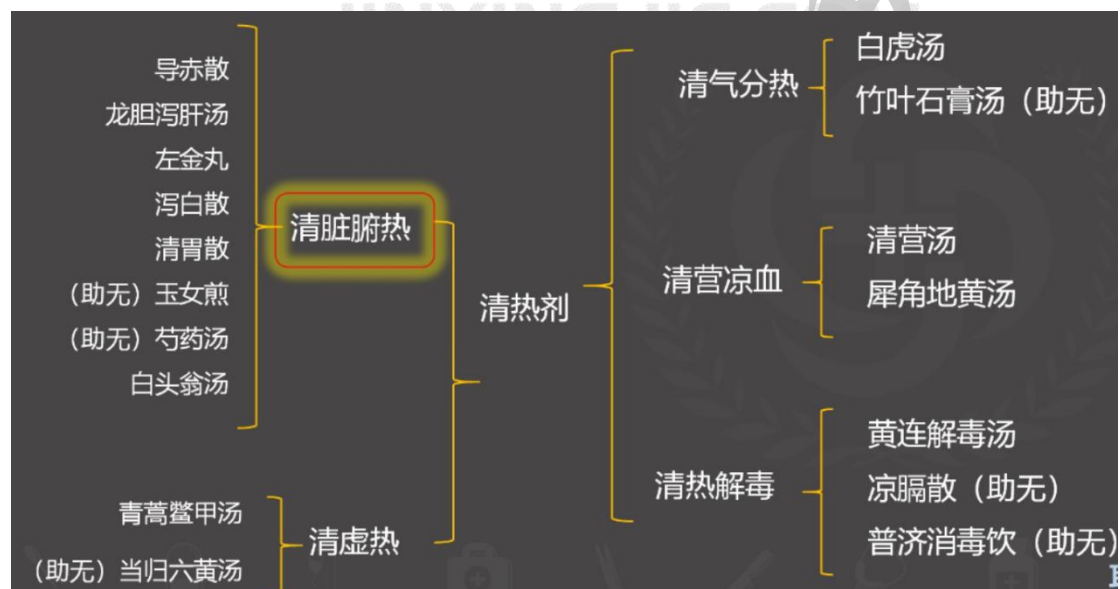 导赤散
龙胆泻肝汤
左金丸
泻白散
清胃散
（助无）玉女煎
（助无）芍药汤
白头翁汤
清脏腑热
青蒿鳖甲汤
（助无）当归六黄汤
清虚热
清热剂
清气分热
白虎汤
竹叶石膏汤（助无）
清营凉血
清营汤
犀角地黄汤
清热解毒
黄连解毒汤
凉膈散（助无）
普济消毒饮（助无）